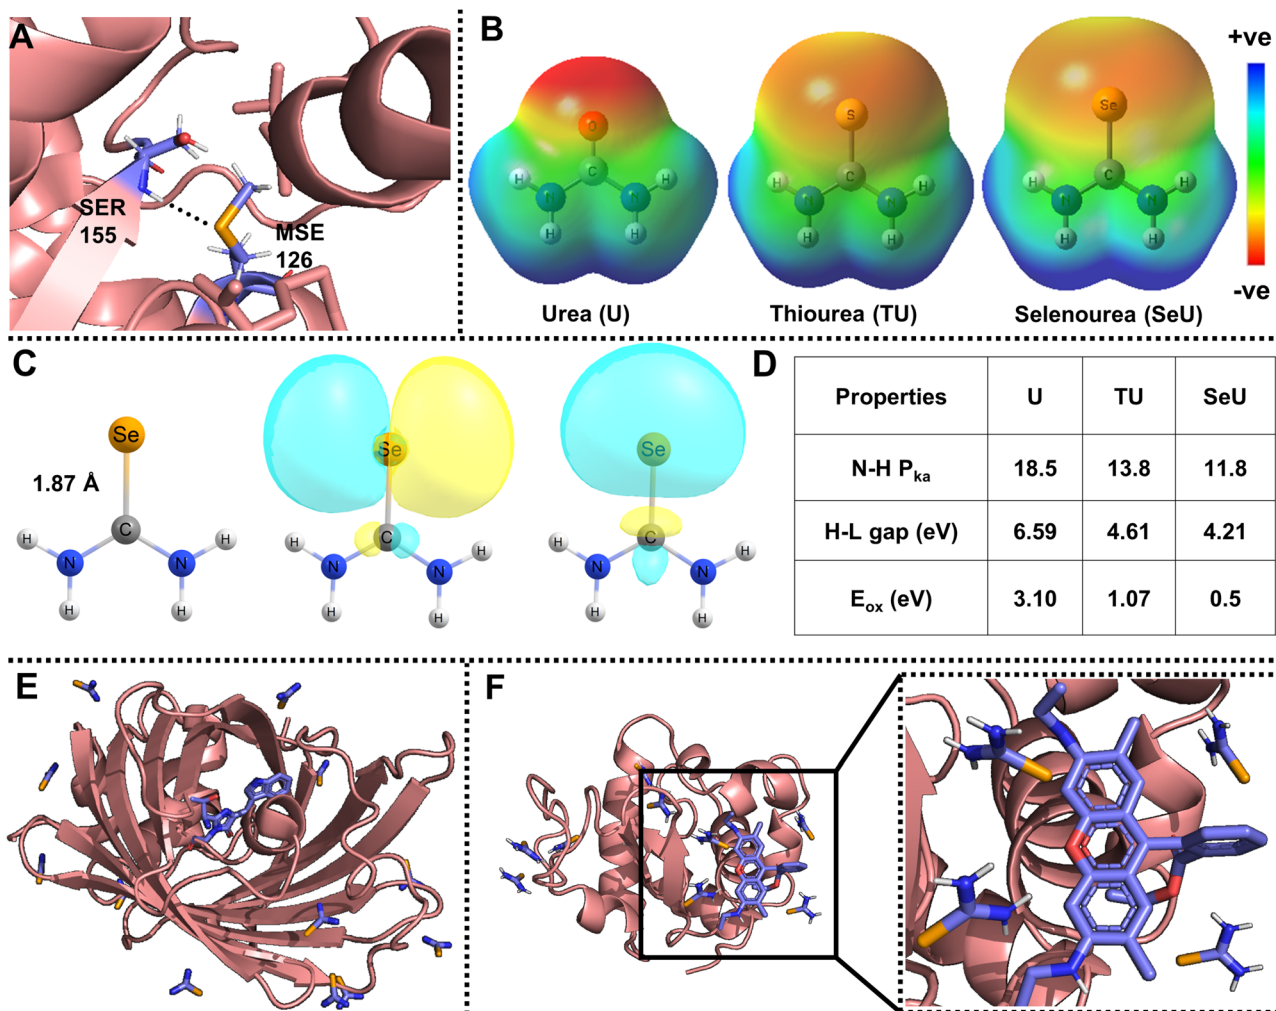 A
SER
155
MSE
126
B
+ve
-ve
O
C
H
H
N
N
H
H
Urea (U)
S
C
H
H
N
N
H
H
Thiourea (TU)
Se
C
H
H
N
N
H
H
Selenourea (SeU)
C
Se
1.87 Å
C
H
H
N
N
H
H
Se
C
H
H
N
N
H
H
Se
C
H
H
N
N
H
H
D
Properties U TU SeU
N-H Pka 18.5 13.8 11.8
H-L gap (eV) 6.59 4.61 4.21
Eox (eV) 3.10 1.07 0.5
E
F